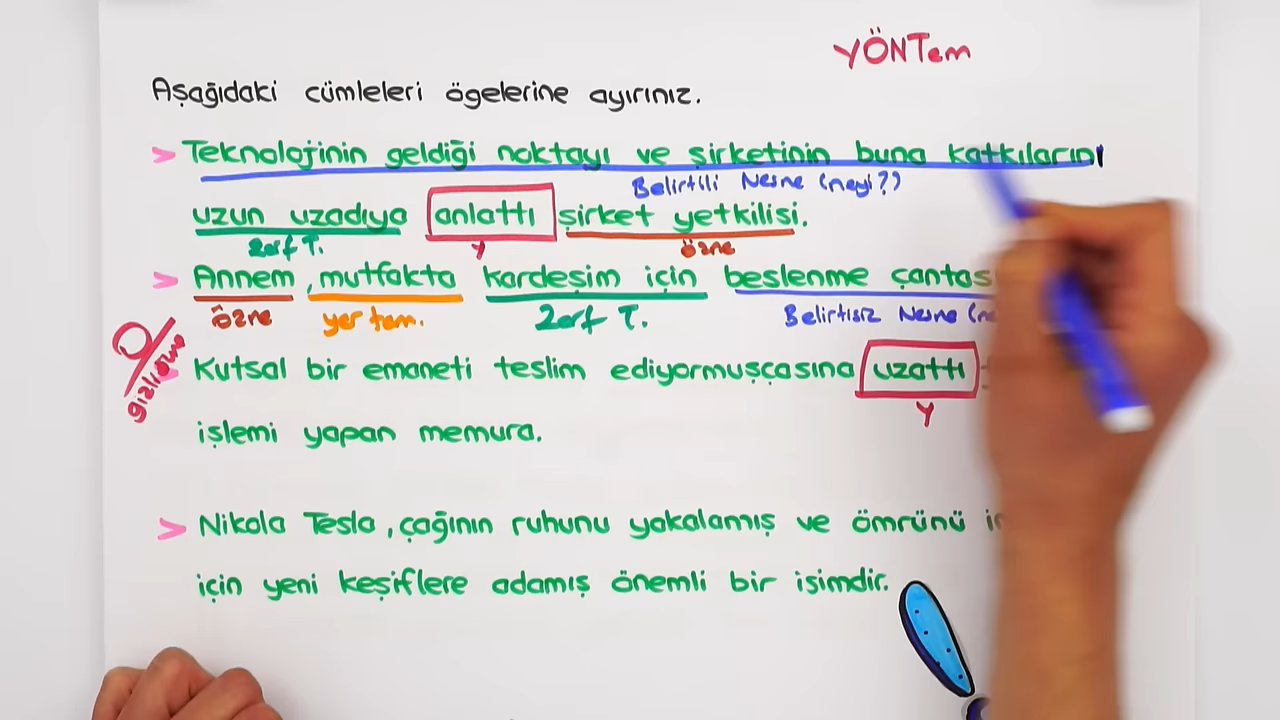 YÖNTem
Aşağıdaki cümleleri ögelerine ayırınız.
> Teknolojinin geldiği noktayı ve şirketinin buna katkılarını
Belirtili Nesne (neyi?)
uzun uzadıya anlattı şirket yetkilisi.
Zarf T. Y özne
> Annem, mutfakta kardeşim için beslenme
özne yer tam. Zarf T. Belirtisiz Nesne
gizli özne
Kutsal bir emaneti teslim ediyormuşçasına uzattı
Y
işlemi yapan memura.
> Nikola Tesla, çağının ruhunu yakalamış ve ömrünü
için yeni keşiflere adamış önemli bir isimdir.